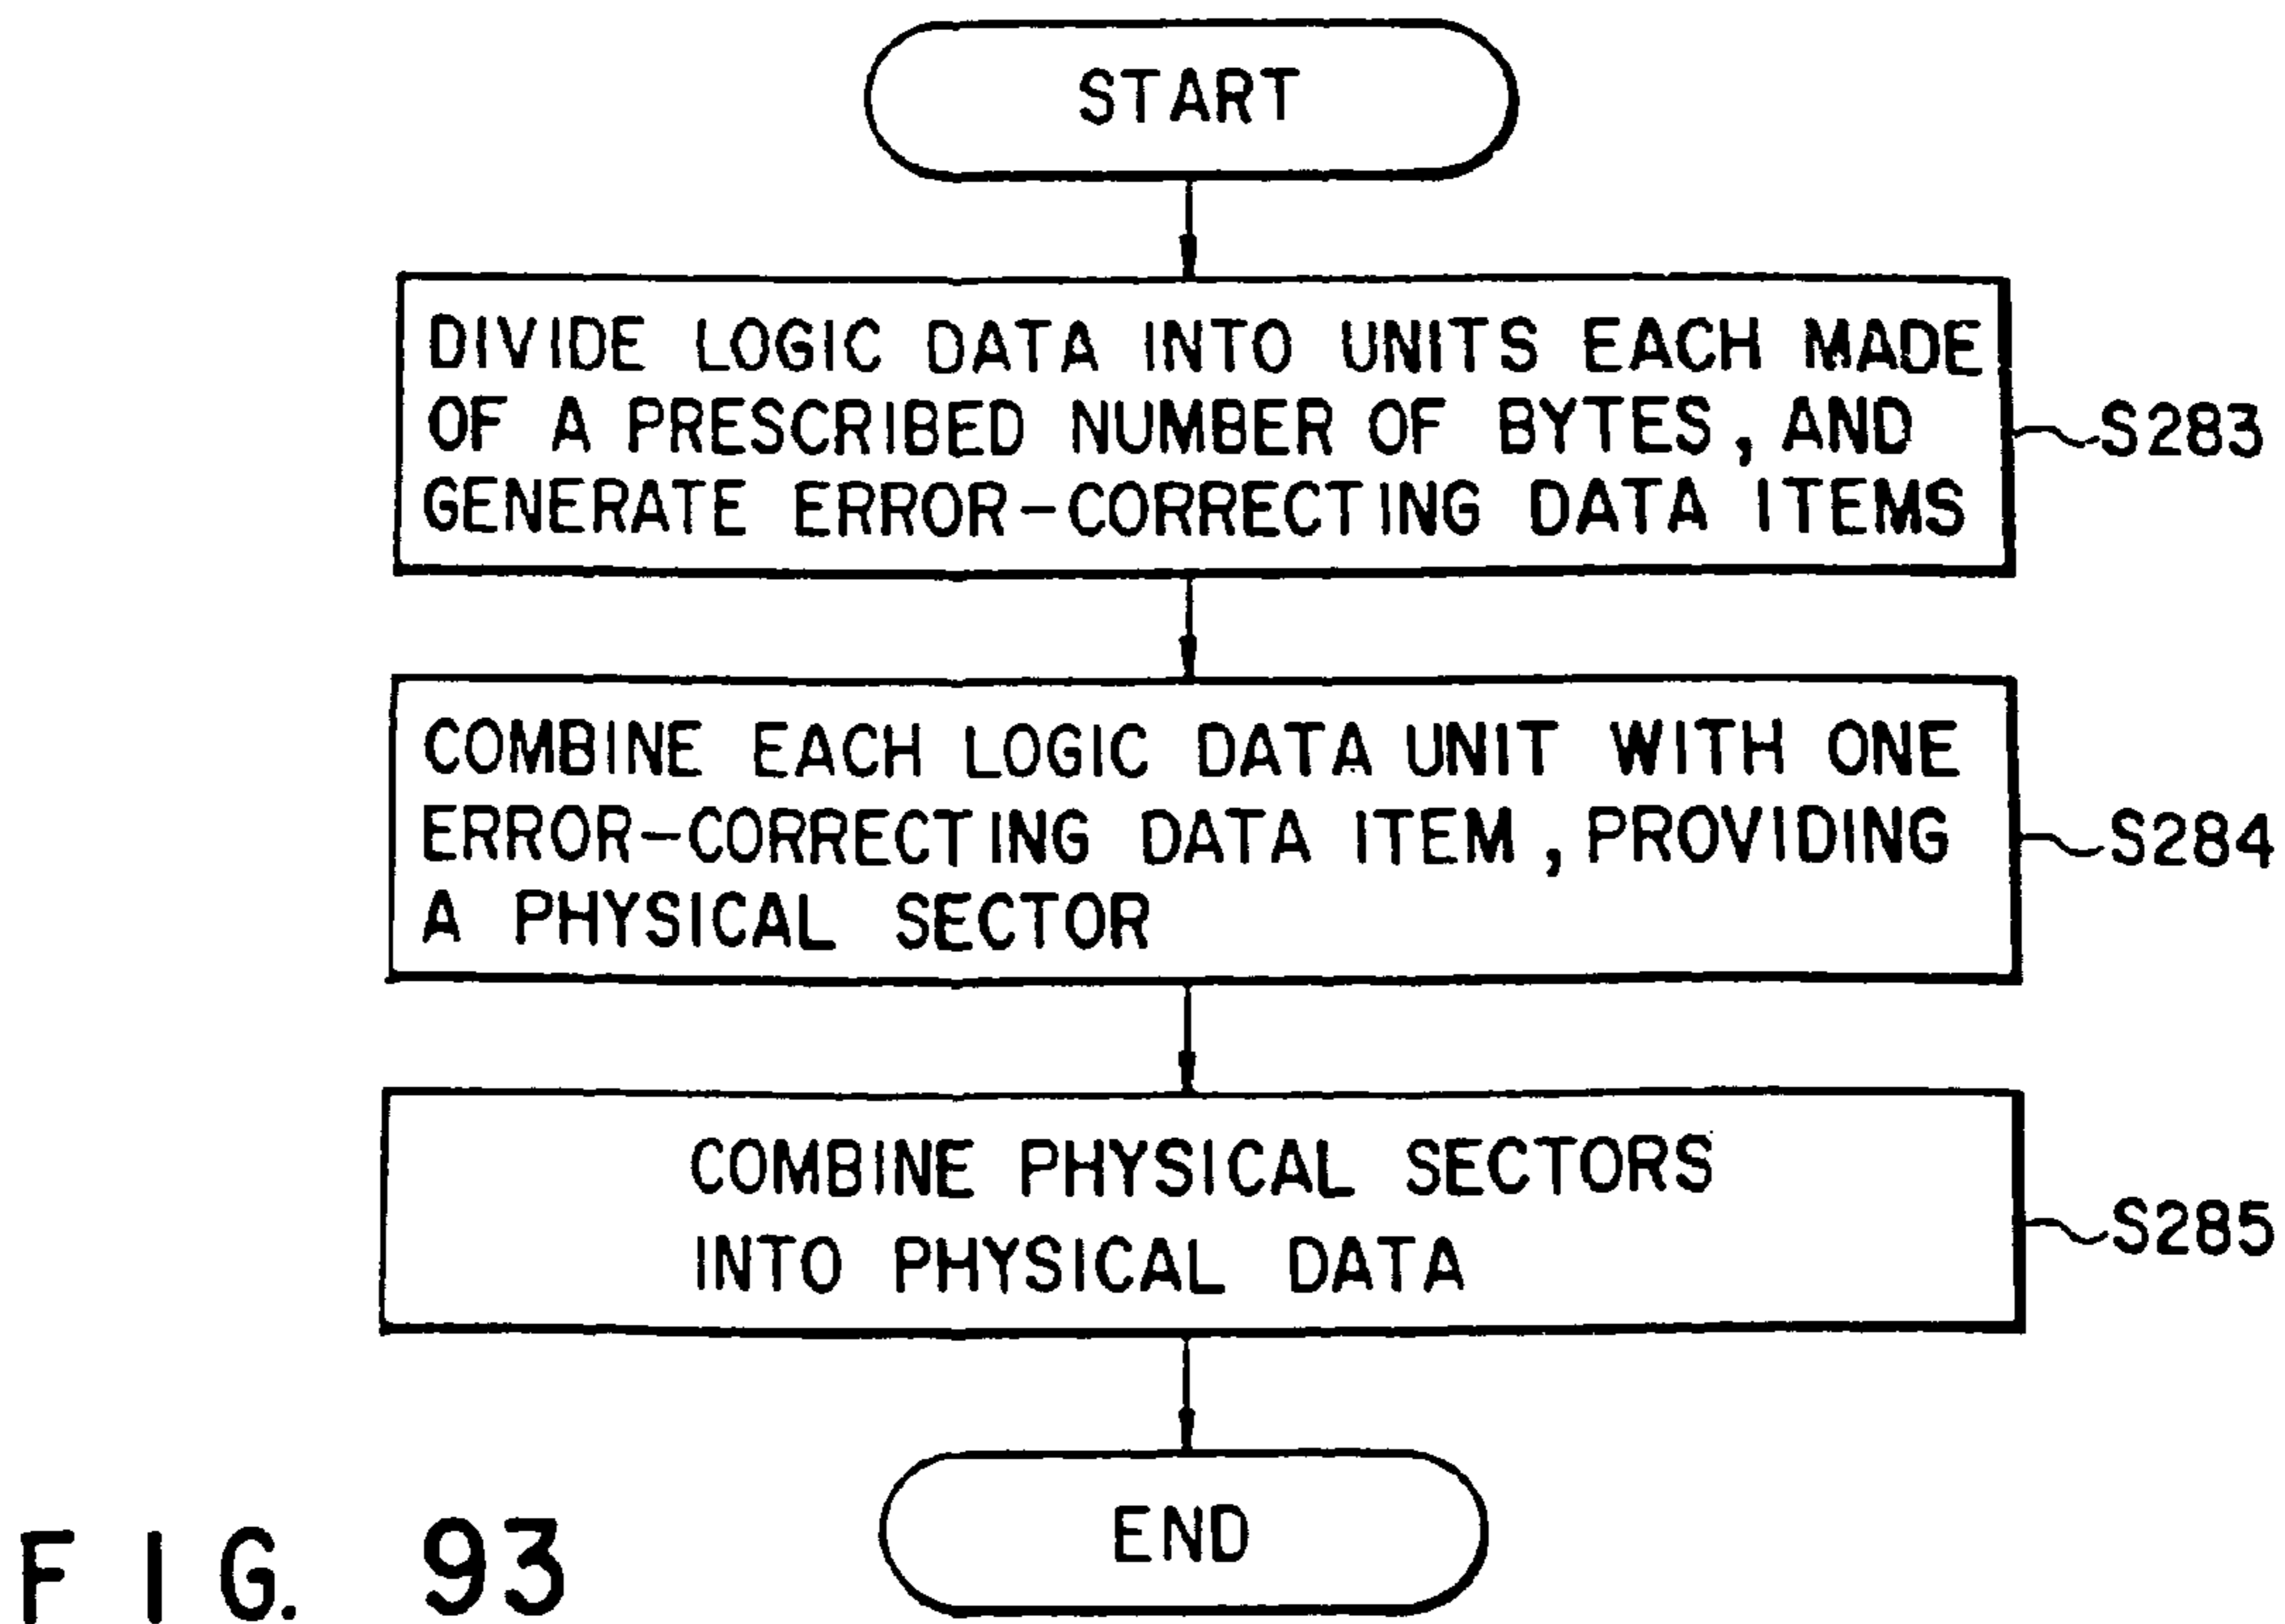 START
DIVIDE LOGIC DATA INTO UNITS EACH MADE
OF A PRESCRIBED NUMBER OF BYTES, AND
GENERATE ERROR-CORRECTING DATA ITEMS
S283
COMBINE EACH LOGIC DATA UNIT WITH ONE
ERROR-CORRECTING DATA ITEM, PROVIDING
A PHYSICAL SECTOR
S284
COMBINE PHYSICAL SECTORS
INTO PHYSICAL DATA
S285
END
FIG. 93